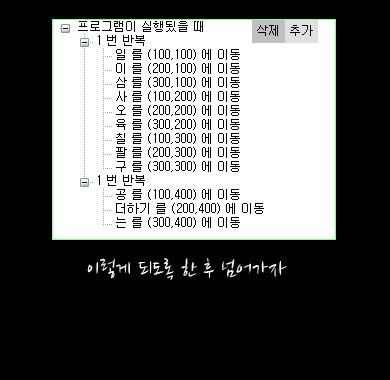 프로그램이 실행됐을 때
삭제 추가
1 번 반복
일 를 (100,100) 에 이동
이 를 (200,100) 에 이동
삼 를 (300,100) 에 이동
사 를 (100,200) 에 이동
오 를 (200,200) 에 이동
육 를 (300,200) 에 이동
칠 를 (100,300) 에 이동
팔 를 (200,300) 에 이동
구 를 (300,300) 에 이동
1 번 반복
공 를 (100,400) 에 이동
더하기 를 (200,400) 에 이동
는 를 (300,400) 에 이동
이렇게 되도록 한 후 넘어가자